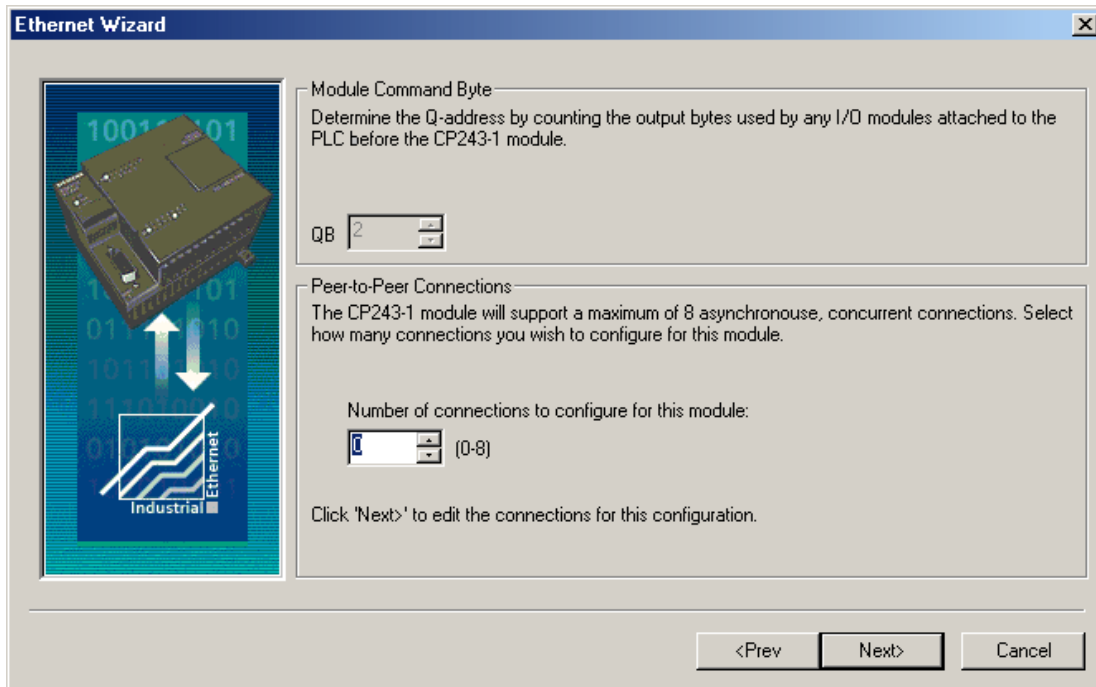 Ethernet Wizard
Module Command Byte
Determine the Q-address by counting the output bytes used by any I/O modules attached to the
PLC before the CP243-1 module.
QB 2
Peer-to-Peer Connections
The CP243-1 module will support a maximum of 8 asynchronouse, concurrent connections. Select
how many connections you wish to configure for this module.
Number of connections to configure for this module:
0 (0-8)
Click 'Next>' to edit the connections for this configuration.
Industrial
Ethernet
<Prev
Next>
Cancel